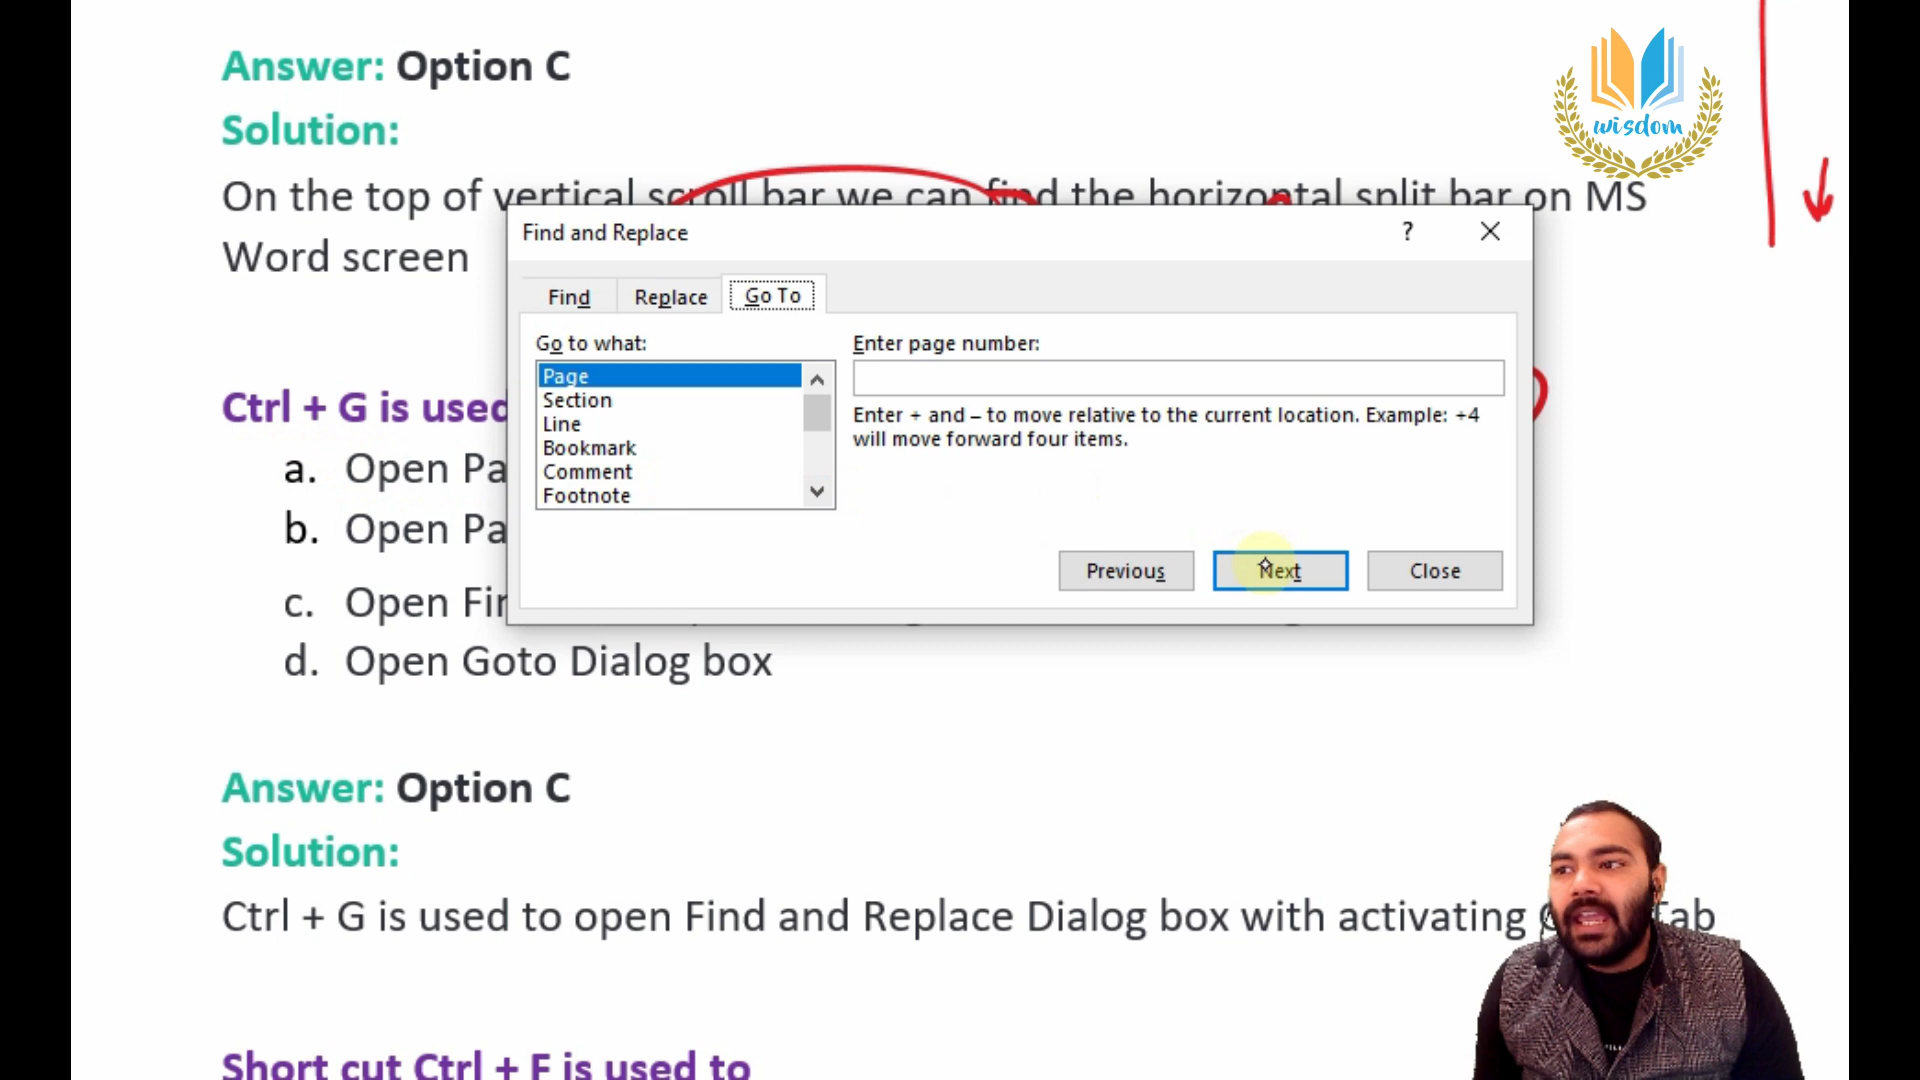 Answer: Option C
Solution:
On the top of vertical scroll bar we can find the horizontal split bar on MS
Word screen
wisdom
Find and Replace
?
Find
Replace
Go To
Go to what:
Page
Section
Line
Bookmark
Comment
Footnote
Enter page number:
Enter + and – to move relative to the current location. Example: +4
will move forward four items.
Previous
Next
Close
Ctrl + G is used
a. Open Pa
b. Open Pa
c. Open Fin
d. Open Goto Dialog box
Answer: Option C
Solution:
Ctrl + G is used to open Find and Replace Dialog box with activating Tab
Short cut Ctrl + F is used to